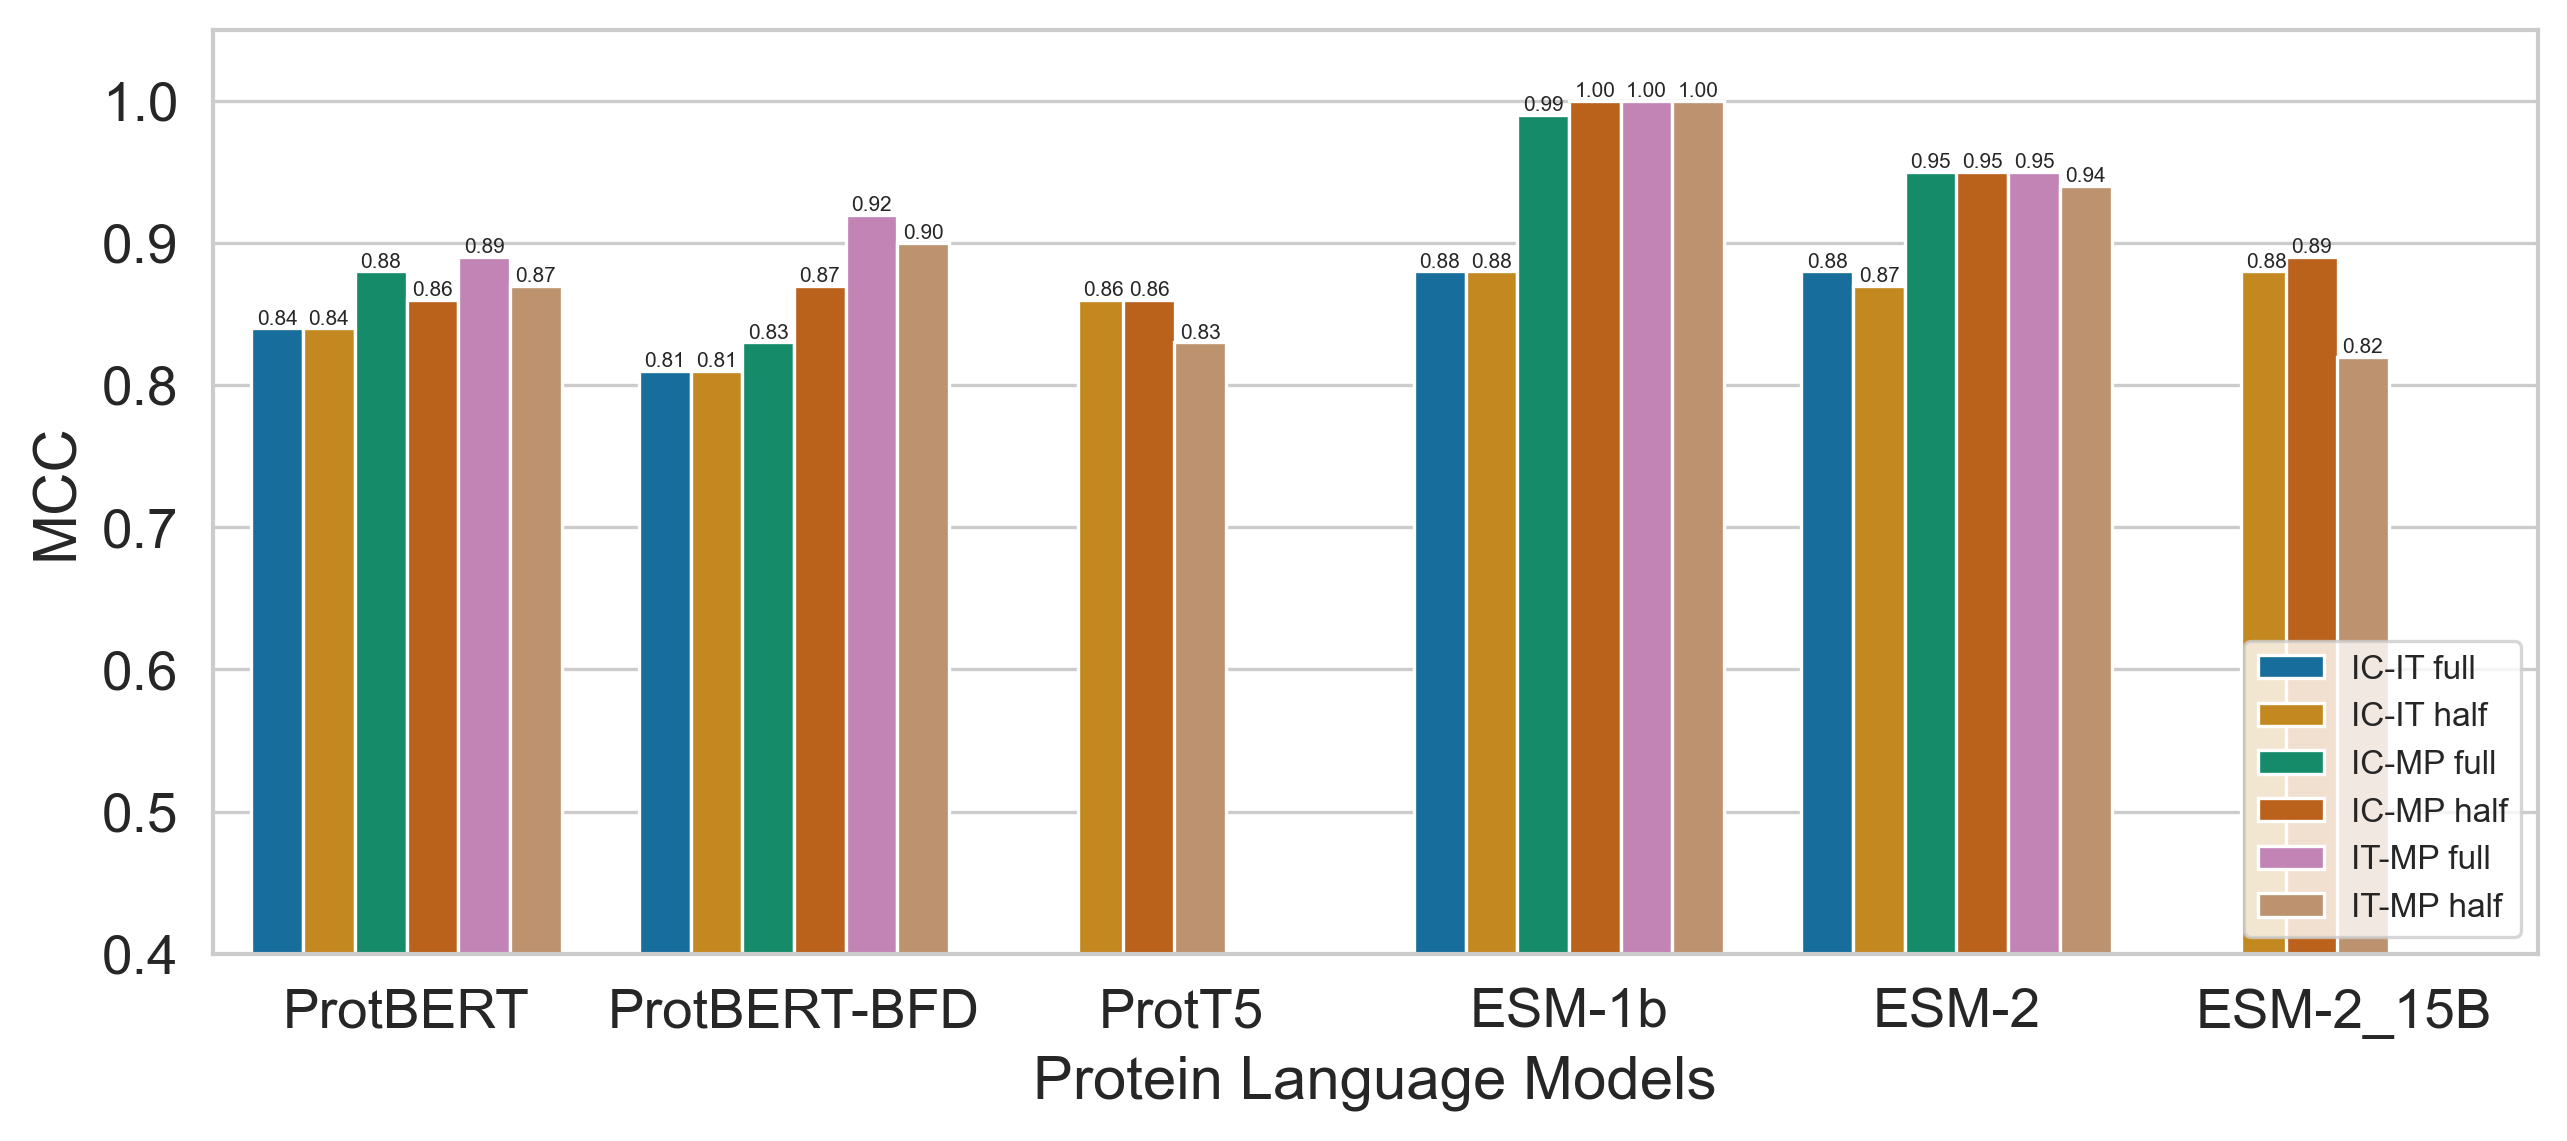 1.00 1.00 1.00
1.0
0.99
0.95 0.95 0.95
0.94
0.92
0.90
0.9
0.89
0.89
0.88
0.88 0.88
0.88
0.88
0.87
0.87
0.87
0.86
0.86 0.86
0.84 0.84
0.83
0.83
0.82
0.81 0.81
0.8
MCC
0.7
0.6
0.5
0.4
IC-IT full
IC-IT half
IC-MP full
IC-MP half
IT-MP full
IT-MP half
ProtBERT
ProtBERT-BFD
ProtT5
ESM-1b
ESM-2
ESM-2_15B
Protein Language Models